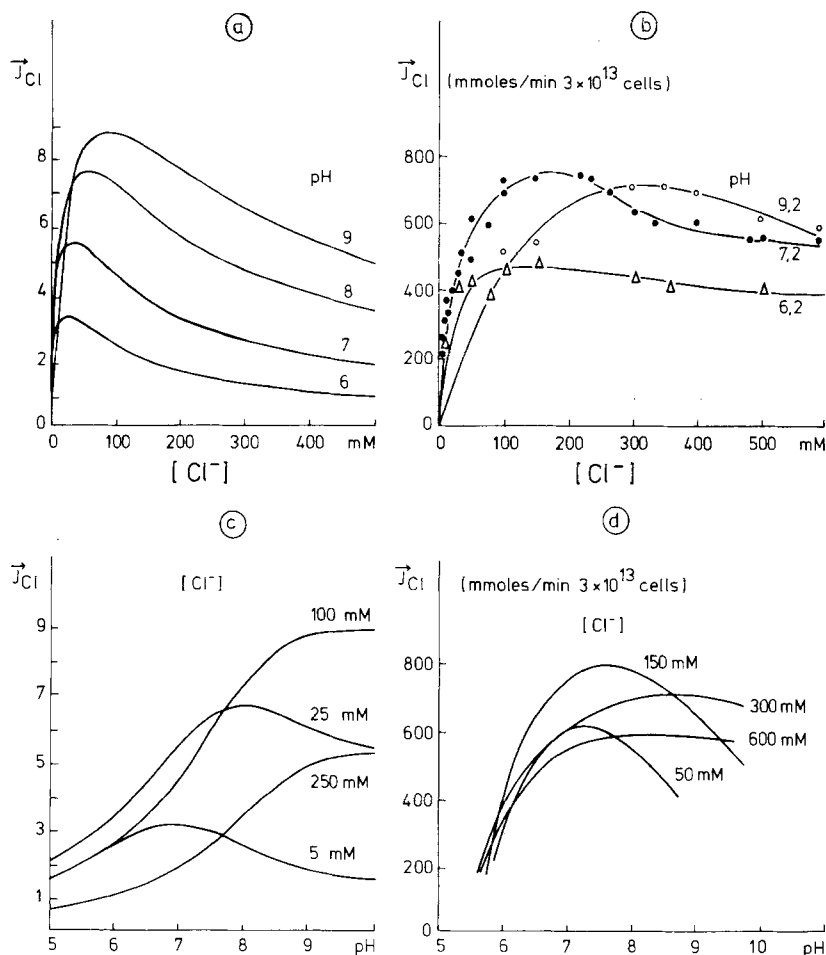 a
J⃗Cl
8
6
4
2
0
pH
9
8
7
6
0 100 200 300 400 mM
[Cl⁻]
b
J⃗Cl (mmoles/min 3×10¹³ cells)
800
600
400
200
0
pH
9,2
7,2
6,2
0 100 200 300 400 500 mM
[Cl⁻]
c
J⃗Cl
[Cl⁻]
9
7
5
3
1
100 mM
25 mM
250 mM
5 mM
5 6 7 8 9 pH
d
J⃗Cl (mmoles/min 3×10¹³ cells)
[Cl⁻]
800
600
400
200
0
150 mM
300 mM
600 mM
50 mM
5 6 7 8 9 10 pH